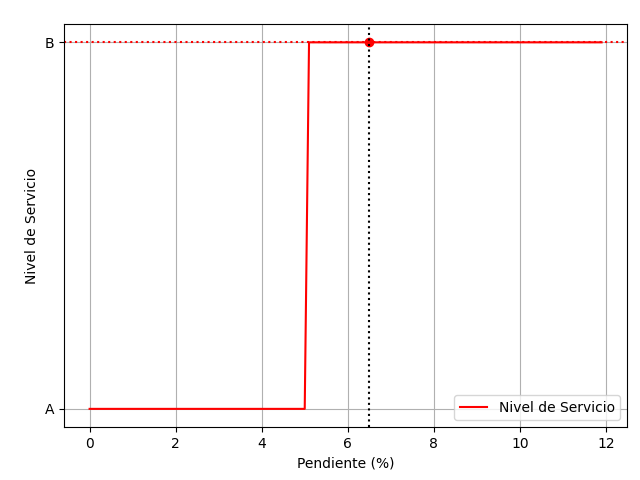 B
A
Nivel de Servicio
Nivel de Servicio
0 2 4 6 8 10 12
Pendiente (%)